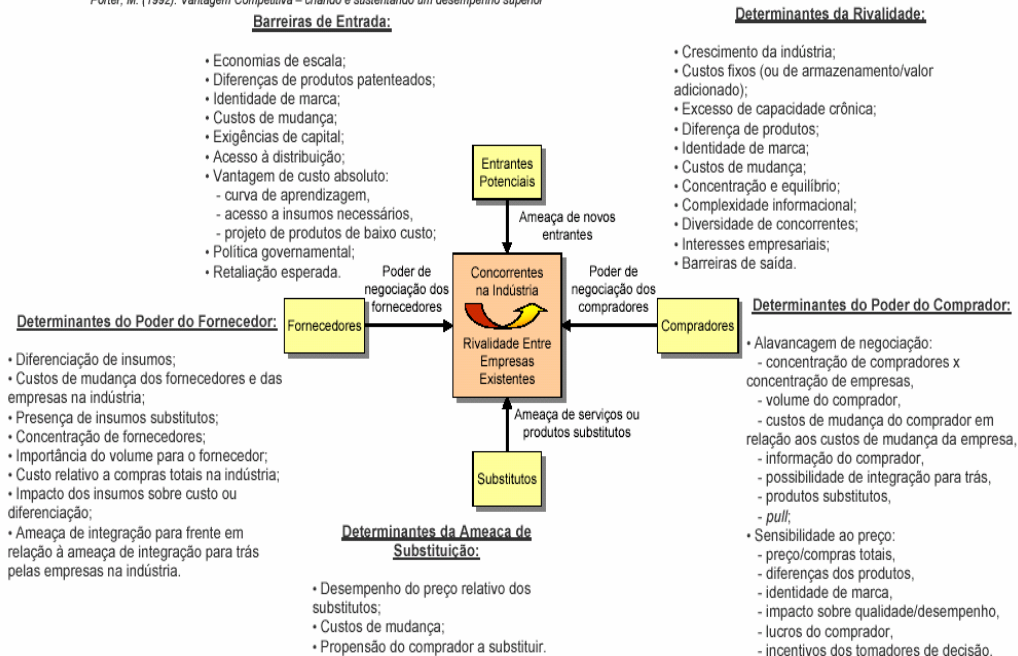 Porter, M. (1992). Vantagem Competitiva – criando e sustentando um desempenho superior
Barreiras de Entrada:
• Economias de escala;
• Diferenças de produtos patenteados;
• Identidade de marca;
• Custos de mudança;
• Exigências de capital;
• Acesso à distribuição;
• Vantagem de custo absoluto:
- curva de aprendizagem,
- acesso a insumos necessários,
- projeto de produtos de baixo custo;
• Política governamental;
• Retaliação esperada.
Determinantes da Rivalidade:
• Crescimento da indústria;
• Custos fixos (ou de armazenamento/valor
adicionado);
• Excesso de capacidade crônica;
• Diferença de produtos;
• Identidade de marca;
• Custos de mudança;
• Concentração e equilíbrio;
• Complexidade informacional;
• Diversidade de concorrentes;
• Interesses empresariais;
• Barreiras de saída.
Entrantes
Potenciais
Ameaça de novos
entrantes
Poder de
negociação dos
fornecedores
Concorrentes
na Indústria
Rivalidade Entre
Empresas
Existentes
Poder de
negociação dos
compradores
Fornecedores
Compradores
Ameaça de serviços ou
produtos substitutos
Substitutos
Determinantes do Poder do Fornecedor:
• Diferenciação de insumos;
• Custos de mudança dos fornecedores e das
empresas na indústria;
• Presença de insumos substitutos;
• Concentração de fornecedores;
• Importância do volume para o fornecedor;
• Custo relativo a compras totais na indústria;
• Impacto dos insumos sobre custo ou
diferenciação;
• Ameaça de integração para frente em
relação à ameaça de integração para trás
pelas empresas na indústria.
Determinantes da Ameaça de
Substituição:
• Desempenho do preço relativo dos
substitutos;
• Custos de mudança;
• Propensão do comprador a substituir.
Determinantes do Poder do Comprador:
• Alavancagem de negociação:
- concentração de compradores x
concentração de empresas,
- volume do comprador,
- custos de mudança do comprador em
relação aos custos de mudança da empresa,
- informação do comprador,
- possibilidade de integração para trás,
- produtos substitutos,
- pull;
• Sensibilidade ao preço:
- preço/compras totais,
- diferenças dos produtos,
- identidade de marca,
- impacto sobre qualidade/desempenho,
- lucros do comprador,
- incentivos dos tomadores de decisão.